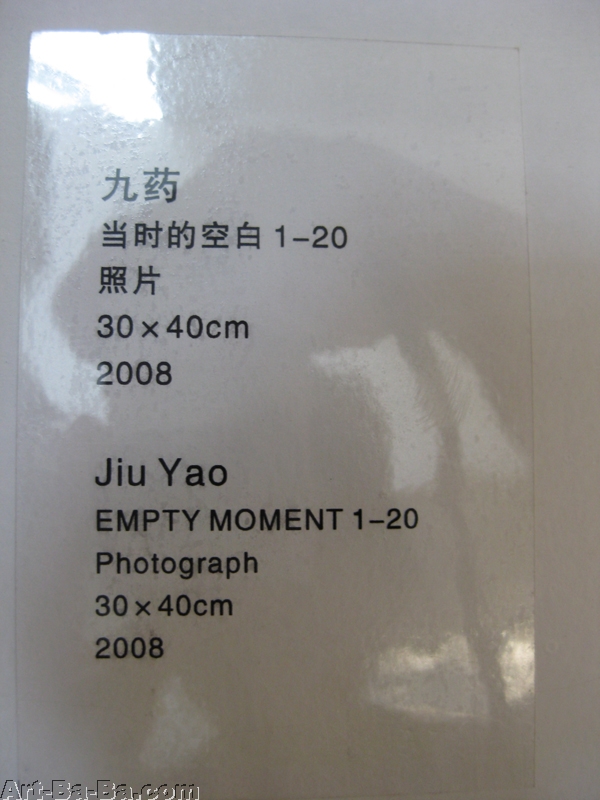 九药
当时的空白 1-20
照片
30×40cm
2008
Jiu Yao
EMPTY MOMENT 1-20
Photograph
30×40cm
2008
Art-Ba-Ba.com